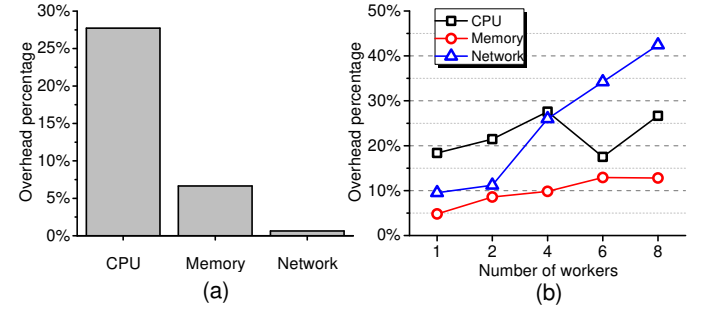 Overhead percentage
30%
25%
20%
15%
10%
5%
0%
CPU Memory Network
(a)
Overhead percentage
50%
40%
30%
20%
10%
0%
CPU
Memory
Network
1 2 4 6 8
Number of workers
(b)